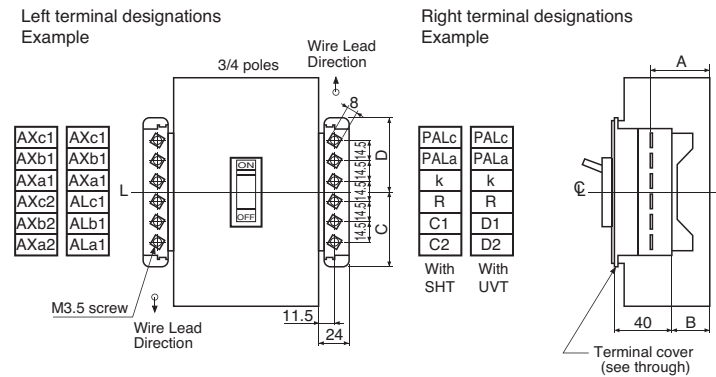 Left terminal designations
Example
Right terminal designations
Example
3/4 poles
Wire Lead
Direction
8
A
AXc1 AXc1
AXb1 AXb1
AXa1 AXa1
AXc2 ALc1
AXb2 ALb1
AXa2 ALa1
L
ON
OFF
14.5
14.5
14.5
14.5
14.5
D
C
PALc PALc
PALa PALa
k k
R R
C1 D1
C2 D2
With SHT
With UVT
℄
M3.5 screw
Wire Lead
Direction
11.5
24
40
B
Terminal cover
(see through)